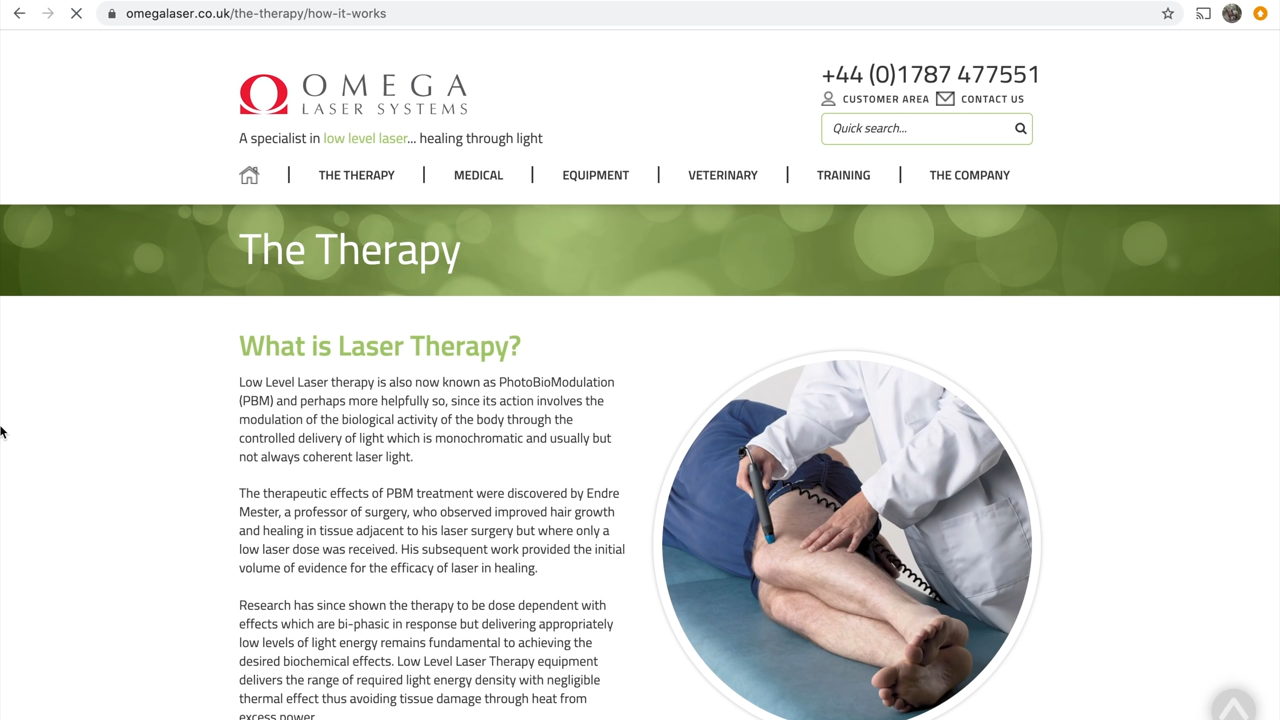 omegalaser.co.uk/the-therapy/how-it-works
OMEGA
LASER SYSTEMS
A specialist in low level laser... healing through light
+44 (0)1787 477551
CUSTOMER AREA CONTACT US
Quick search...
THE THERAPY | MEDICAL | EQUIPMENT | VETERINARY | TRAINING | THE COMPANY
The Therapy
What is Laser Therapy?
Low Level Laser therapy is also now known as PhotoBioModulation
(PBM) and perhaps more helpfully so, since its action involves the
modulation of the biological activity of the body through the
controlled delivery of light which is monochromatic and usually but
not always coherent laser light.
The therapeutic effects of PBM treatment were discovered by Endre
Mester, a professor of surgery, who observed improved hair growth
and healing in tissue adjacent to his laser surgery but where only a
low laser dose was received. His subsequent work provided the initial
volume of evidence for the efficacy of laser in healing.
Research has since shown the therapy to be dose dependent with
effects which are bi-phasic in response but delivering appropriately
low levels of light energy remains fundamental to achieving the
desired biochemical effects. Low Level Laser Therapy equipment
delivers the range of required light energy density with negligible
thermal effect thus avoiding tissue damage through heat from
excess power.